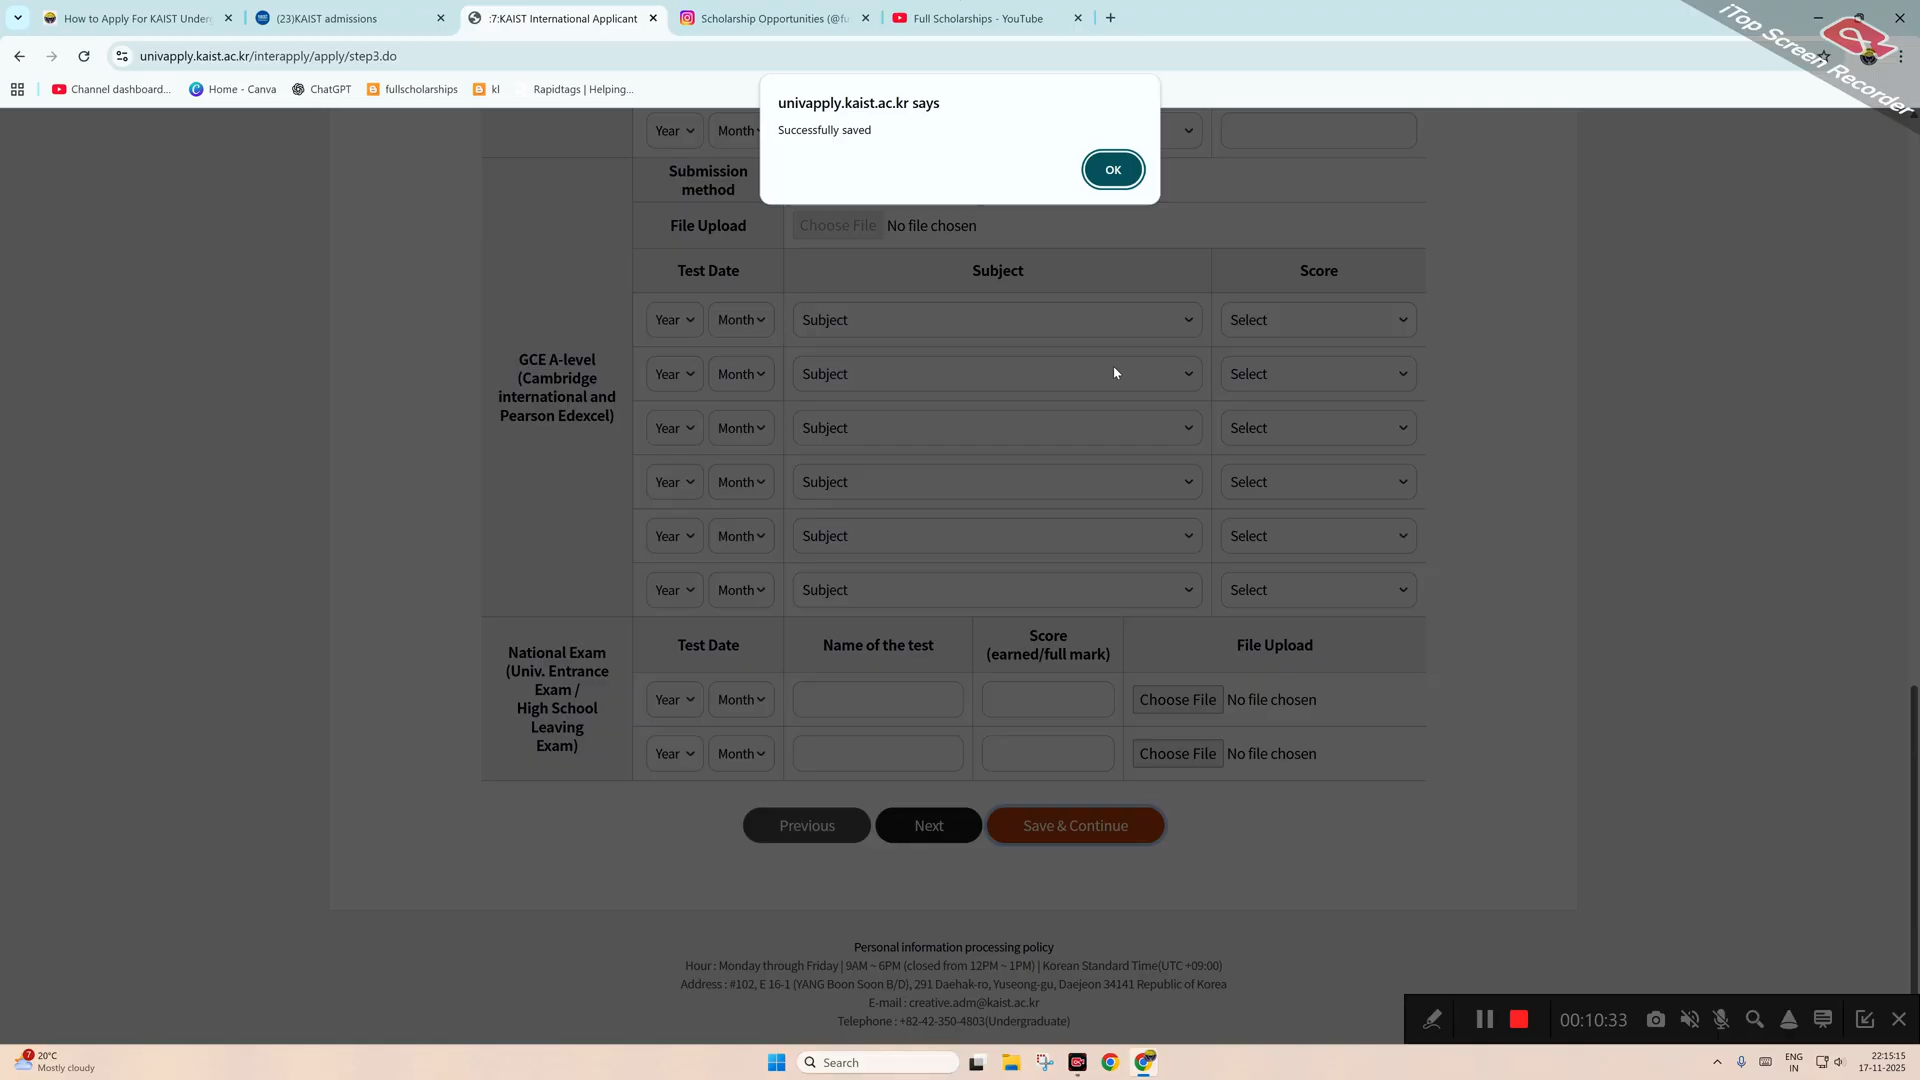 How to Apply For KAIST Underg
(23)KAIST admissions
:7:KAIST International Applicant
Scholarship Opportunities (@fu
Full Scholarships - YouTube
univapply.kaist.ac.kr/interapply/apply/step3.do
iTop Screen Recorder
Channel dashboard...
Home - Canva
ChatGPT
fullscholarships
kl
Rapidtags | Helping...
univapply.kaist.ac.kr says
Successfully saved
OK
Year Month
Submission
method
File Upload Choose File No file chosen
Test Date Subject Score
GCE A-level
(Cambridge
international and
Pearson Edexcel)
Year Month Subject Select
Year Month Subject Select
Year Month Subject Select
Year Month Subject Select
Year Month Subject Select
Year Month Subject Select
National Exam
(Univ. Entrance
Exam /
High School
Leaving
Exam)
Test Date Name of the test Score
(earned/full mark) File Upload
Year Month Choose File No file chosen
Year Month Choose File No file chosen
Previous Next Save & Continue
Personal information processing policy
Hour : Monday through Friday | 9AM ~ 6PM (closed from 12PM ~ 1PM) | Korean Standard Time(UTC +09:00)
Address : #102, E 16-1 (YANG Boon Soon B/D), 291 Daehak-ro, Yuseong-gu, Daejeon 34141 Republic of Korea
E-mail : creative.adm@kaist.ac.kr
Telephone : +82-42-350-4803(Undergraduate)
00:10:33
7
20°C
Mostly cloudy
Search
ENG
IN
22:15:15
17-11-2025